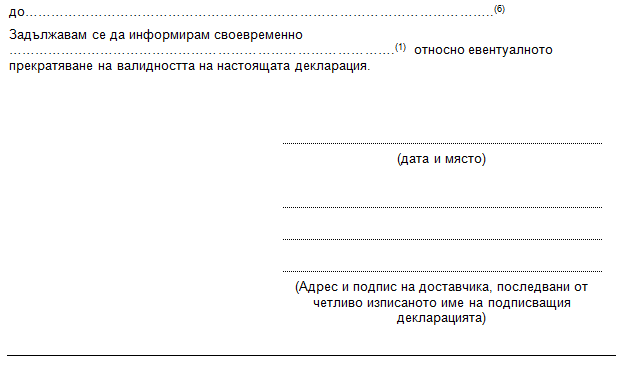 до……………………………………………………………………………………………(6)
Задължавам се да информирам своевременно
……………………………………………………………………………(1) относно евентуалното
прекратяване на валидността на настоящата декларация.
(дата и място)
(Адрес и подпис на доставчика, последвани от
четливо изписаното име на подписващия
декларацията)